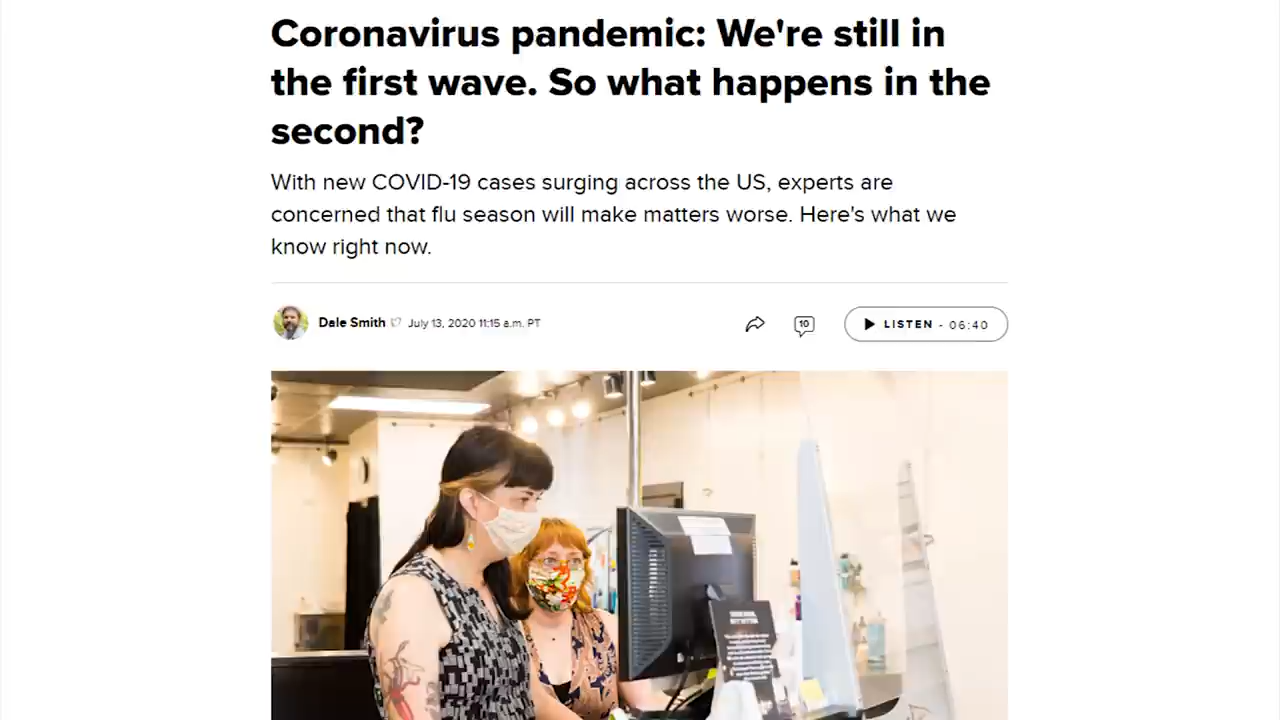 Coronavirus pandemic: We're still in
the first wave. So what happens in the
second?
With new COVID-19 cases surging across the US, experts are
concerned that flu season will make matters worse. Here's what we
know right now.
Dale Smith July 13, 2020 11:15 a.m. PT
10
LISTEN - 06:40